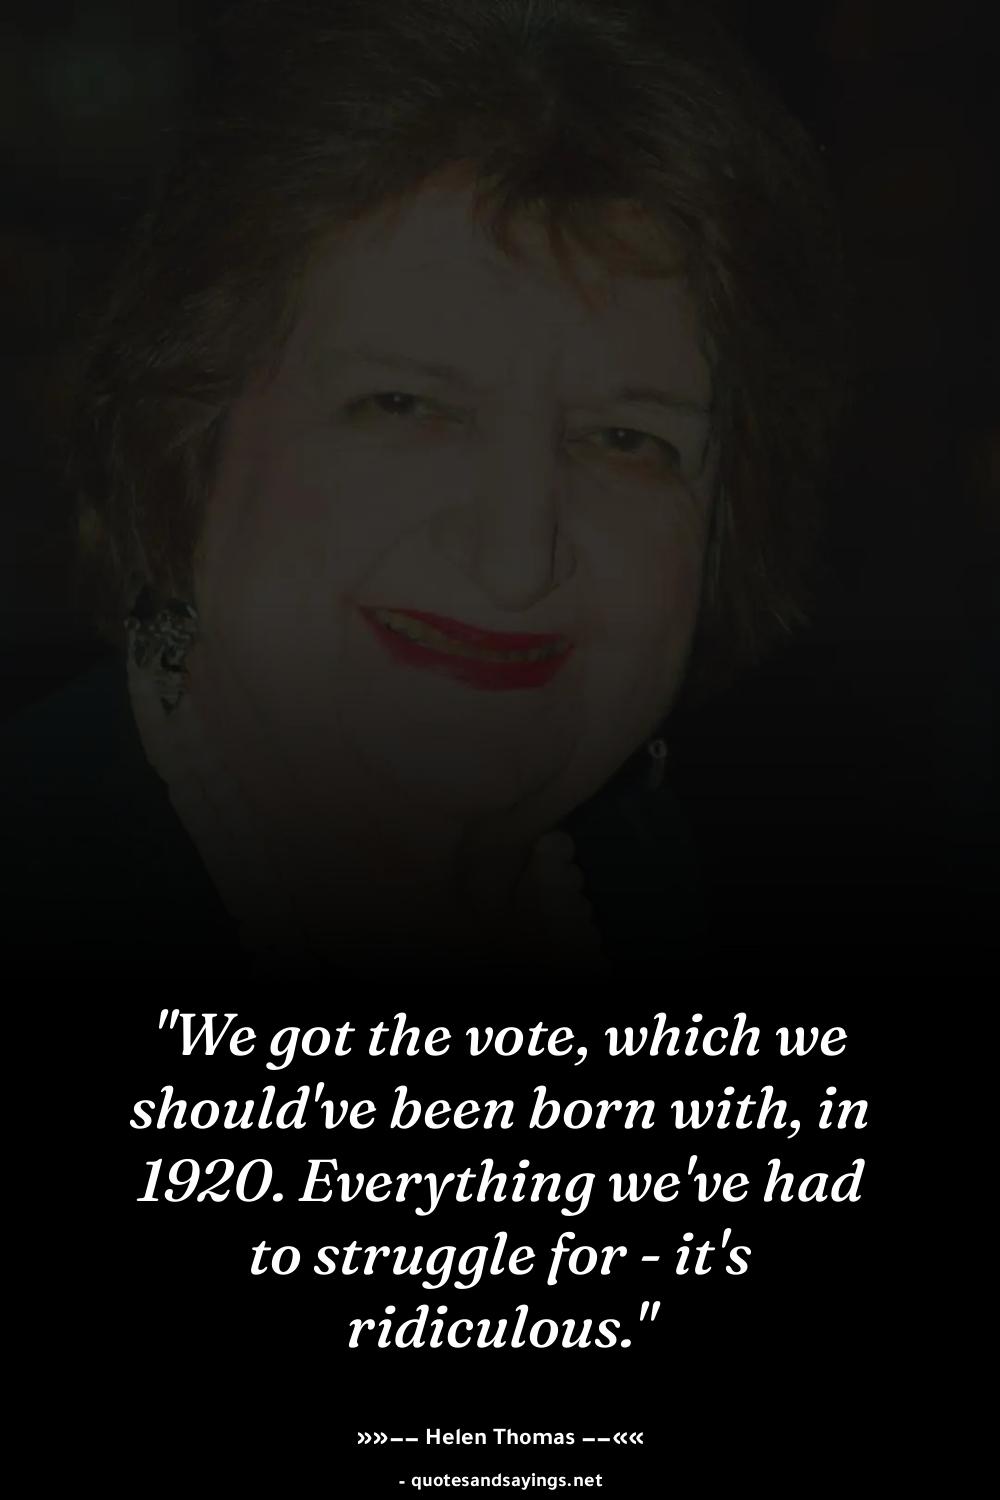 "We got the vote, which we
should've been born with, in
1920. Everything we've had
to struggle for - it's
ridiculous."
»»−− Helen Thomas −−««
- quotesandsayings.net